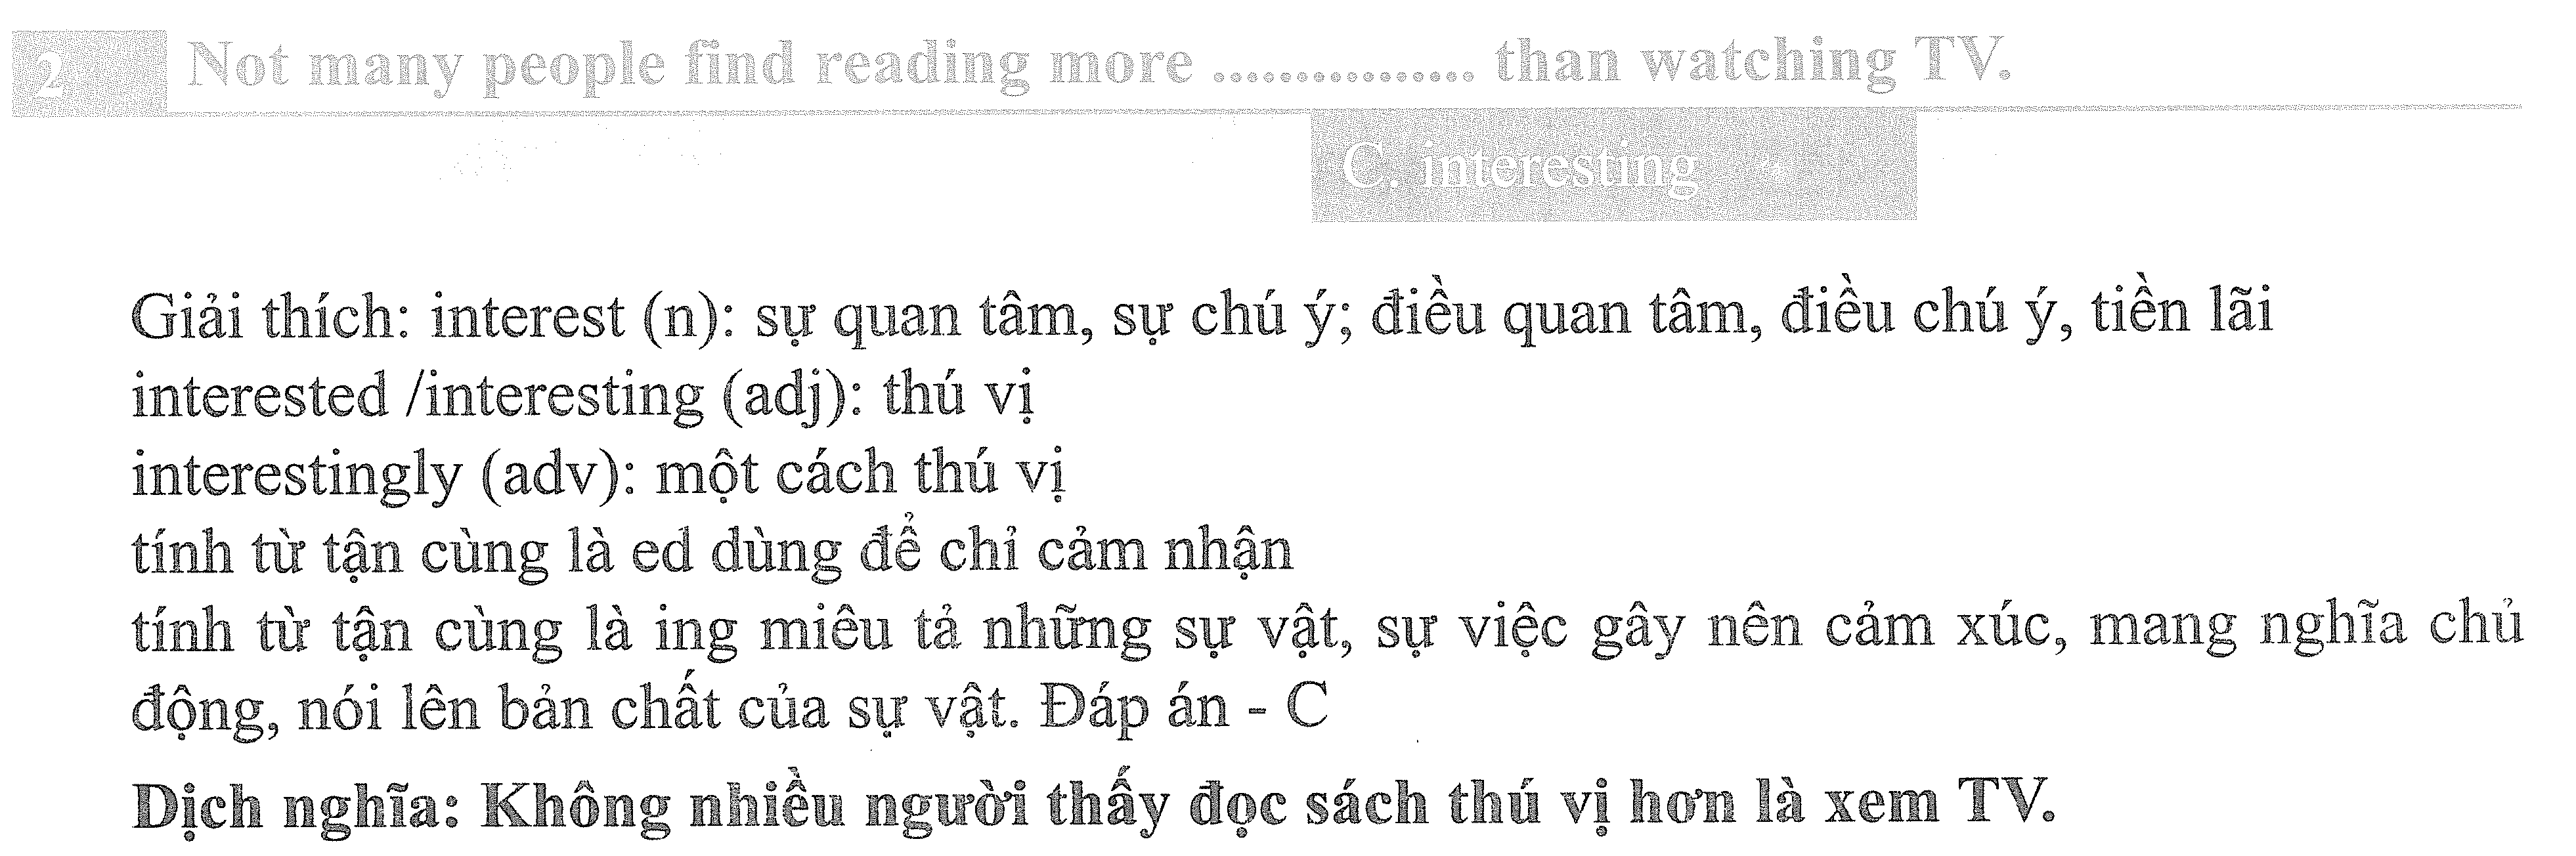 2 Not many people find reading more ................ than watching TV.
C. interesting
Giải thích: interest (n): sự quan tâm, sự chú ý; điều quan tâm, điều chú ý, tiền lãi
interested /interesting (adj): thú vị
interestingly (adv): một cách thú vị
tính từ tận cùng là ed dùng để chỉ cảm nhận
tính từ tận cùng là ing miêu tả những sự vật, sự việc gây nên cảm xúc, mang nghĩa chủ
động, nói lên bản chất của sự vật. Đáp án - C
Dịch nghĩa: Không nhiều người thấy đọc sách thú vị hơn là xem TV.